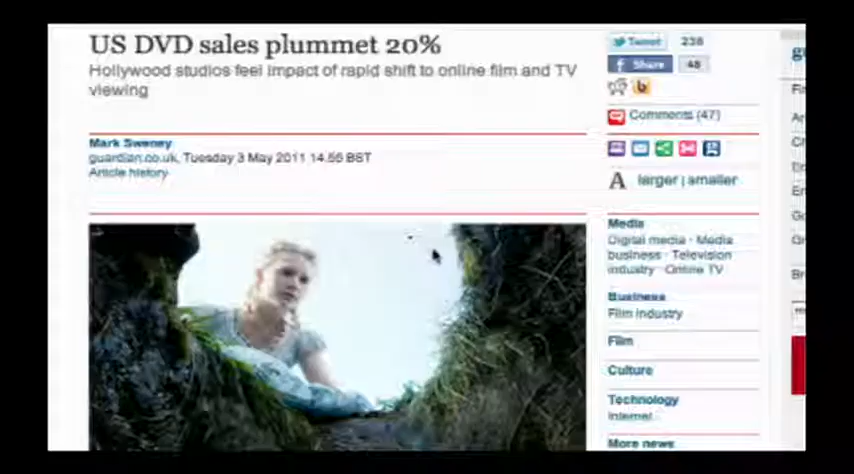 US DVD sales plummet 20%
Hollywood studios feel impact of rapid shift to online film and TV
viewing
Mark Sweney
guardian.co.uk, Tuesday 3 May 2011 14.56 BST
Article history
Tweet 236
Share 48
Comments (47)
A larger | smaller
Media
Digital media · Media
business · Television
industry · Online TV
Business
Film industry
Film
Culture
Technology
Internet
More news